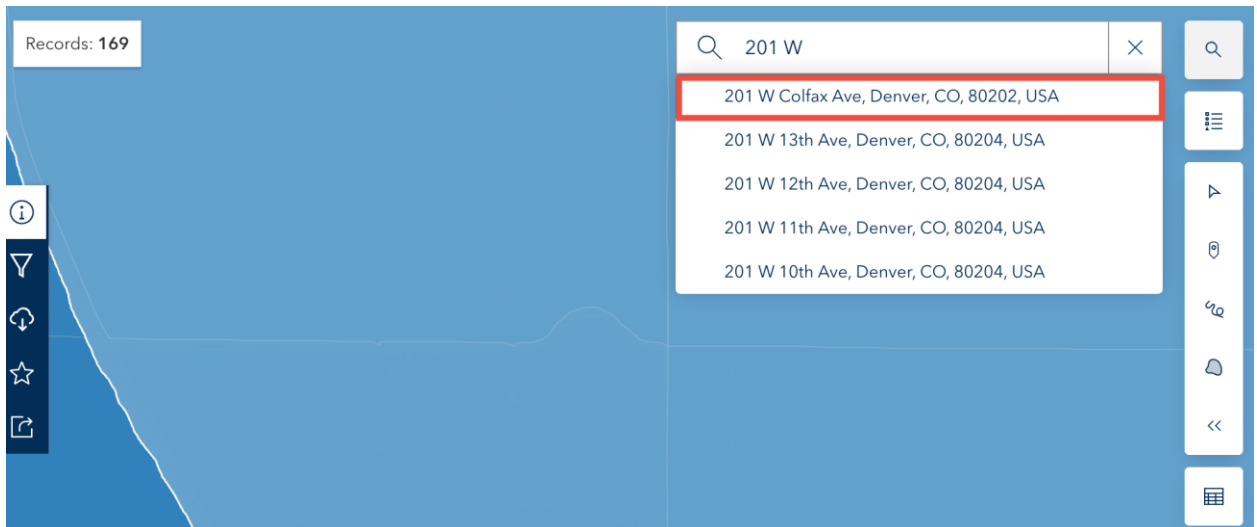 Records: 169
201 W
201 W Colfax Ave, Denver, CO, 80202, USA
201 W 13th Ave, Denver, CO, 80204, USA
201 W 12th Ave, Denver, CO, 80204, USA
201 W 11th Ave, Denver, CO, 80204, USA
201 W 10th Ave, Denver, CO, 80204, USA